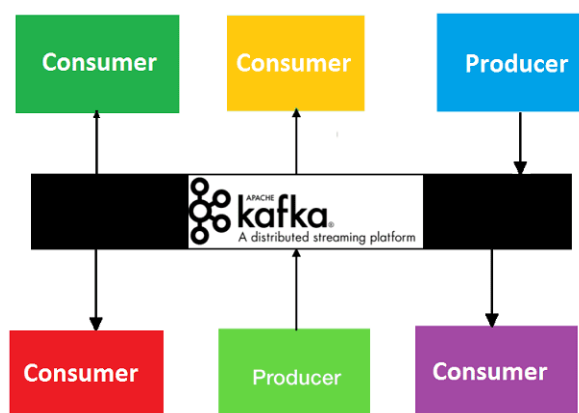 Consumer
Consumer
Producer
APACHE
kafka®
A distributed streaming platform
Consumer
Producer
Consumer